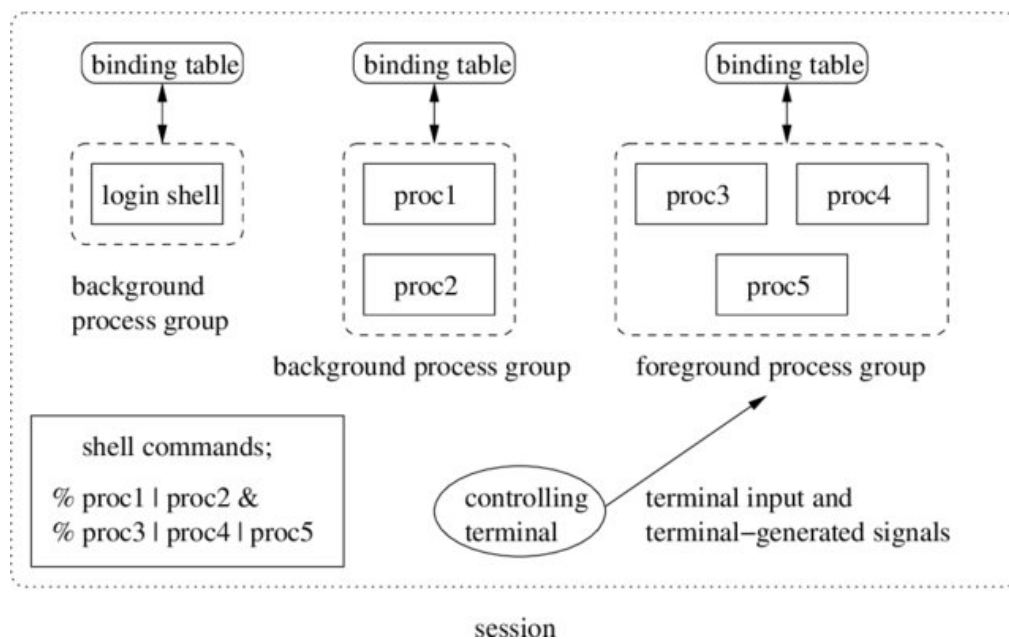 binding table
binding table
binding table
login shell
proc1
proc3
proc4
proc2
proc5
background
process group
background process group
foreground process group
shell commands;
% proc1 | proc2 &
% proc3 | proc4 | proc5
controlling
terminal
terminal input and
terminal−generated signals
session